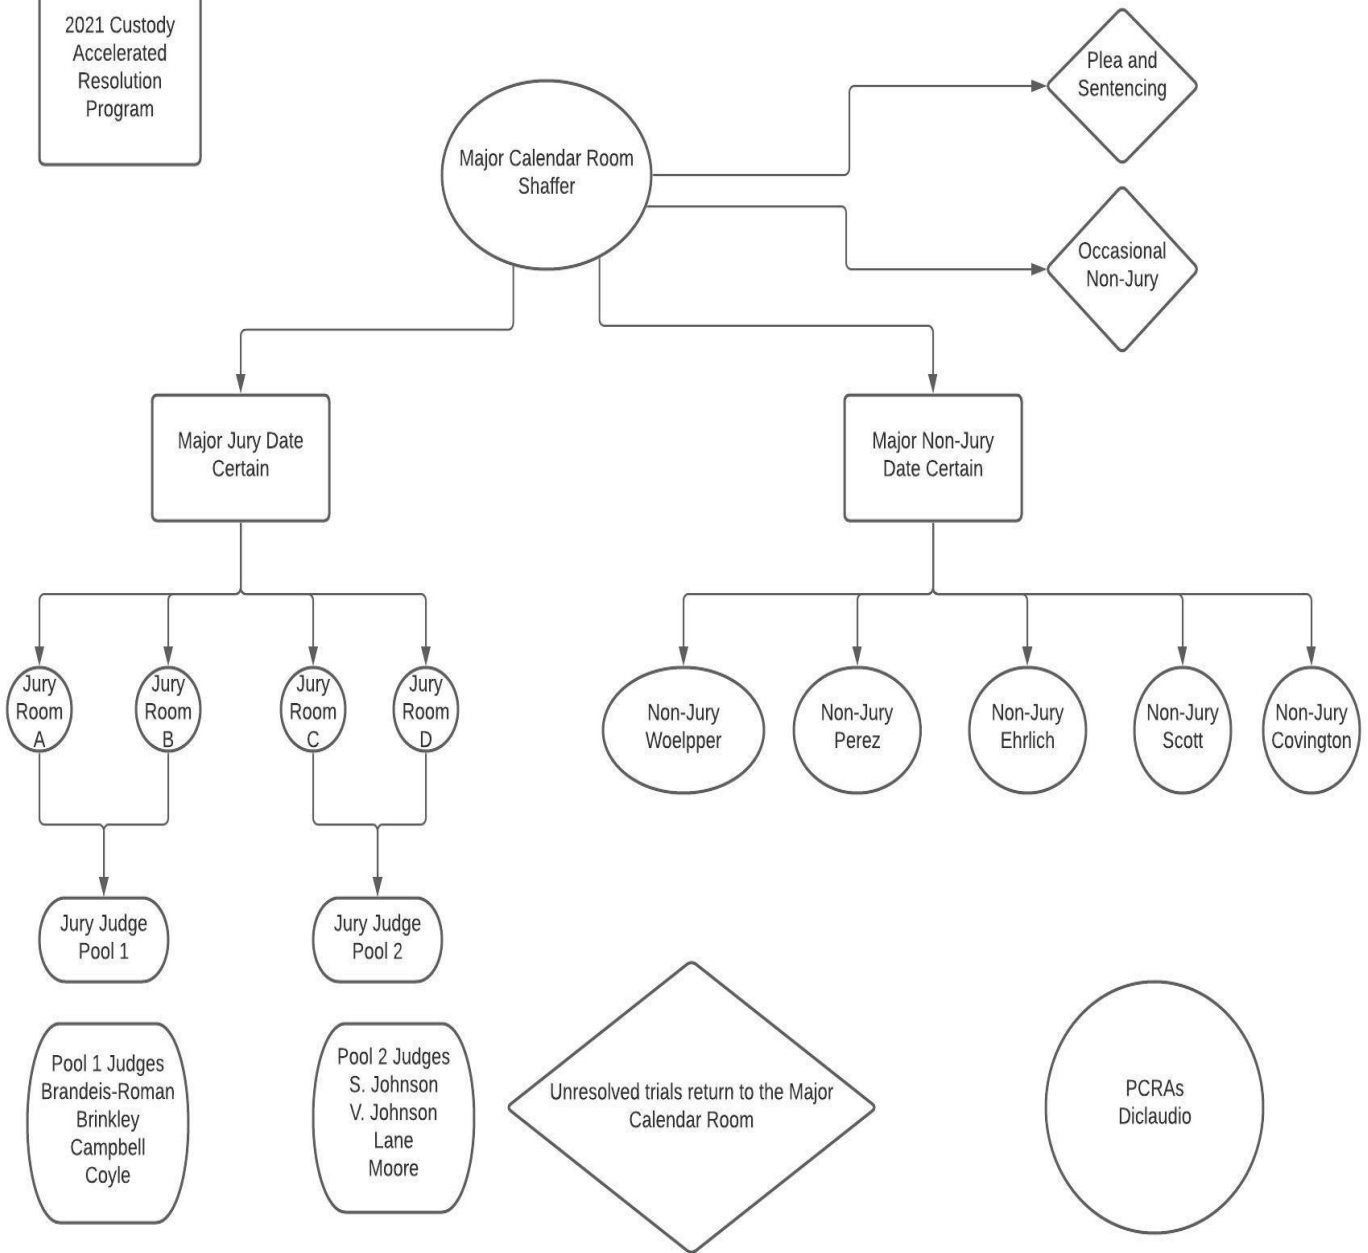 2021 Custody
Accelerated
Resolution
Program
Plea and
Sentencing
Major Calendar Room
Shaffer
Occasional
Non-Jury
Major Jury Date
Certain
Major Non-Jury
Date Certain
Jury
Room
A
Jury
Room
B
Jury
Room
C
Jury
Room
D
Non-Jury
Woelpper
Non-Jury
Perez
Non-Jury
Ehrlich
Non-Jury
Scott
Non-Jury
Covington
Jury Judge
Pool 1
Jury Judge
Pool 2
Pool 1 Judges
Brandeis-Roman
Brinkley
Campbell
Coyle
Pool 2 Judges
S. Johnson
V. Johnson
Lane
Moore
Unresolved trials return to the Major
Calendar Room
PCRAs
Diclaudio